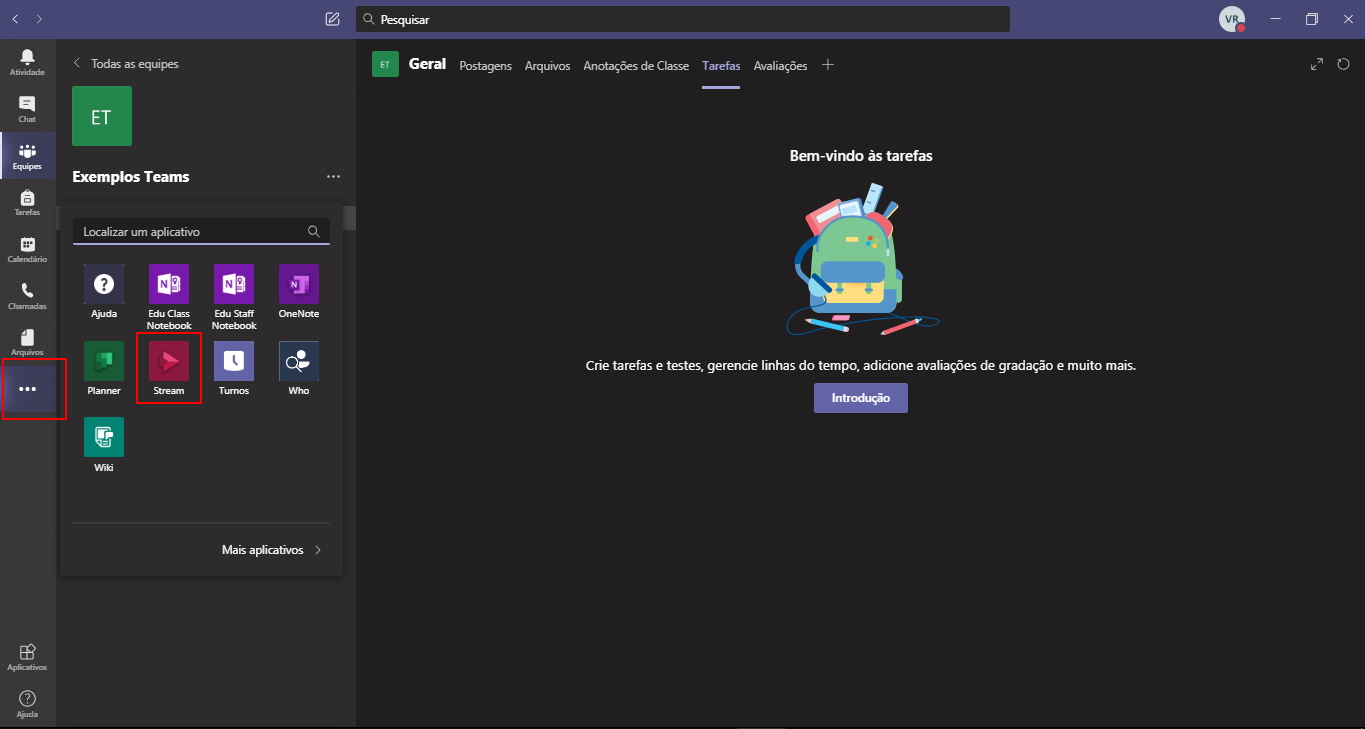 Pesquisar
VR
Atividade
Chat
Equipes
Tarefas
Calendário
Chamadas
Arquivos
Aplicativos
Ajuda
Todas as equipes
ET
Exemplos Teams
Localizar um aplicativo
Ajuda
Edu Class
Notebook
Edu Staff
Notebook
OneNote
Planner
Stream
Turnos
Who
Wiki
Mais aplicativos
ET
Geral
Postagens
Arquivos
Anotações de Classe
Tarefas
Avaliações
Bem-vindo às tarefas
Crie tarefas e testes, gerencie linhas do tempo, adicione avaliações de gradação e muito mais.
Introdução